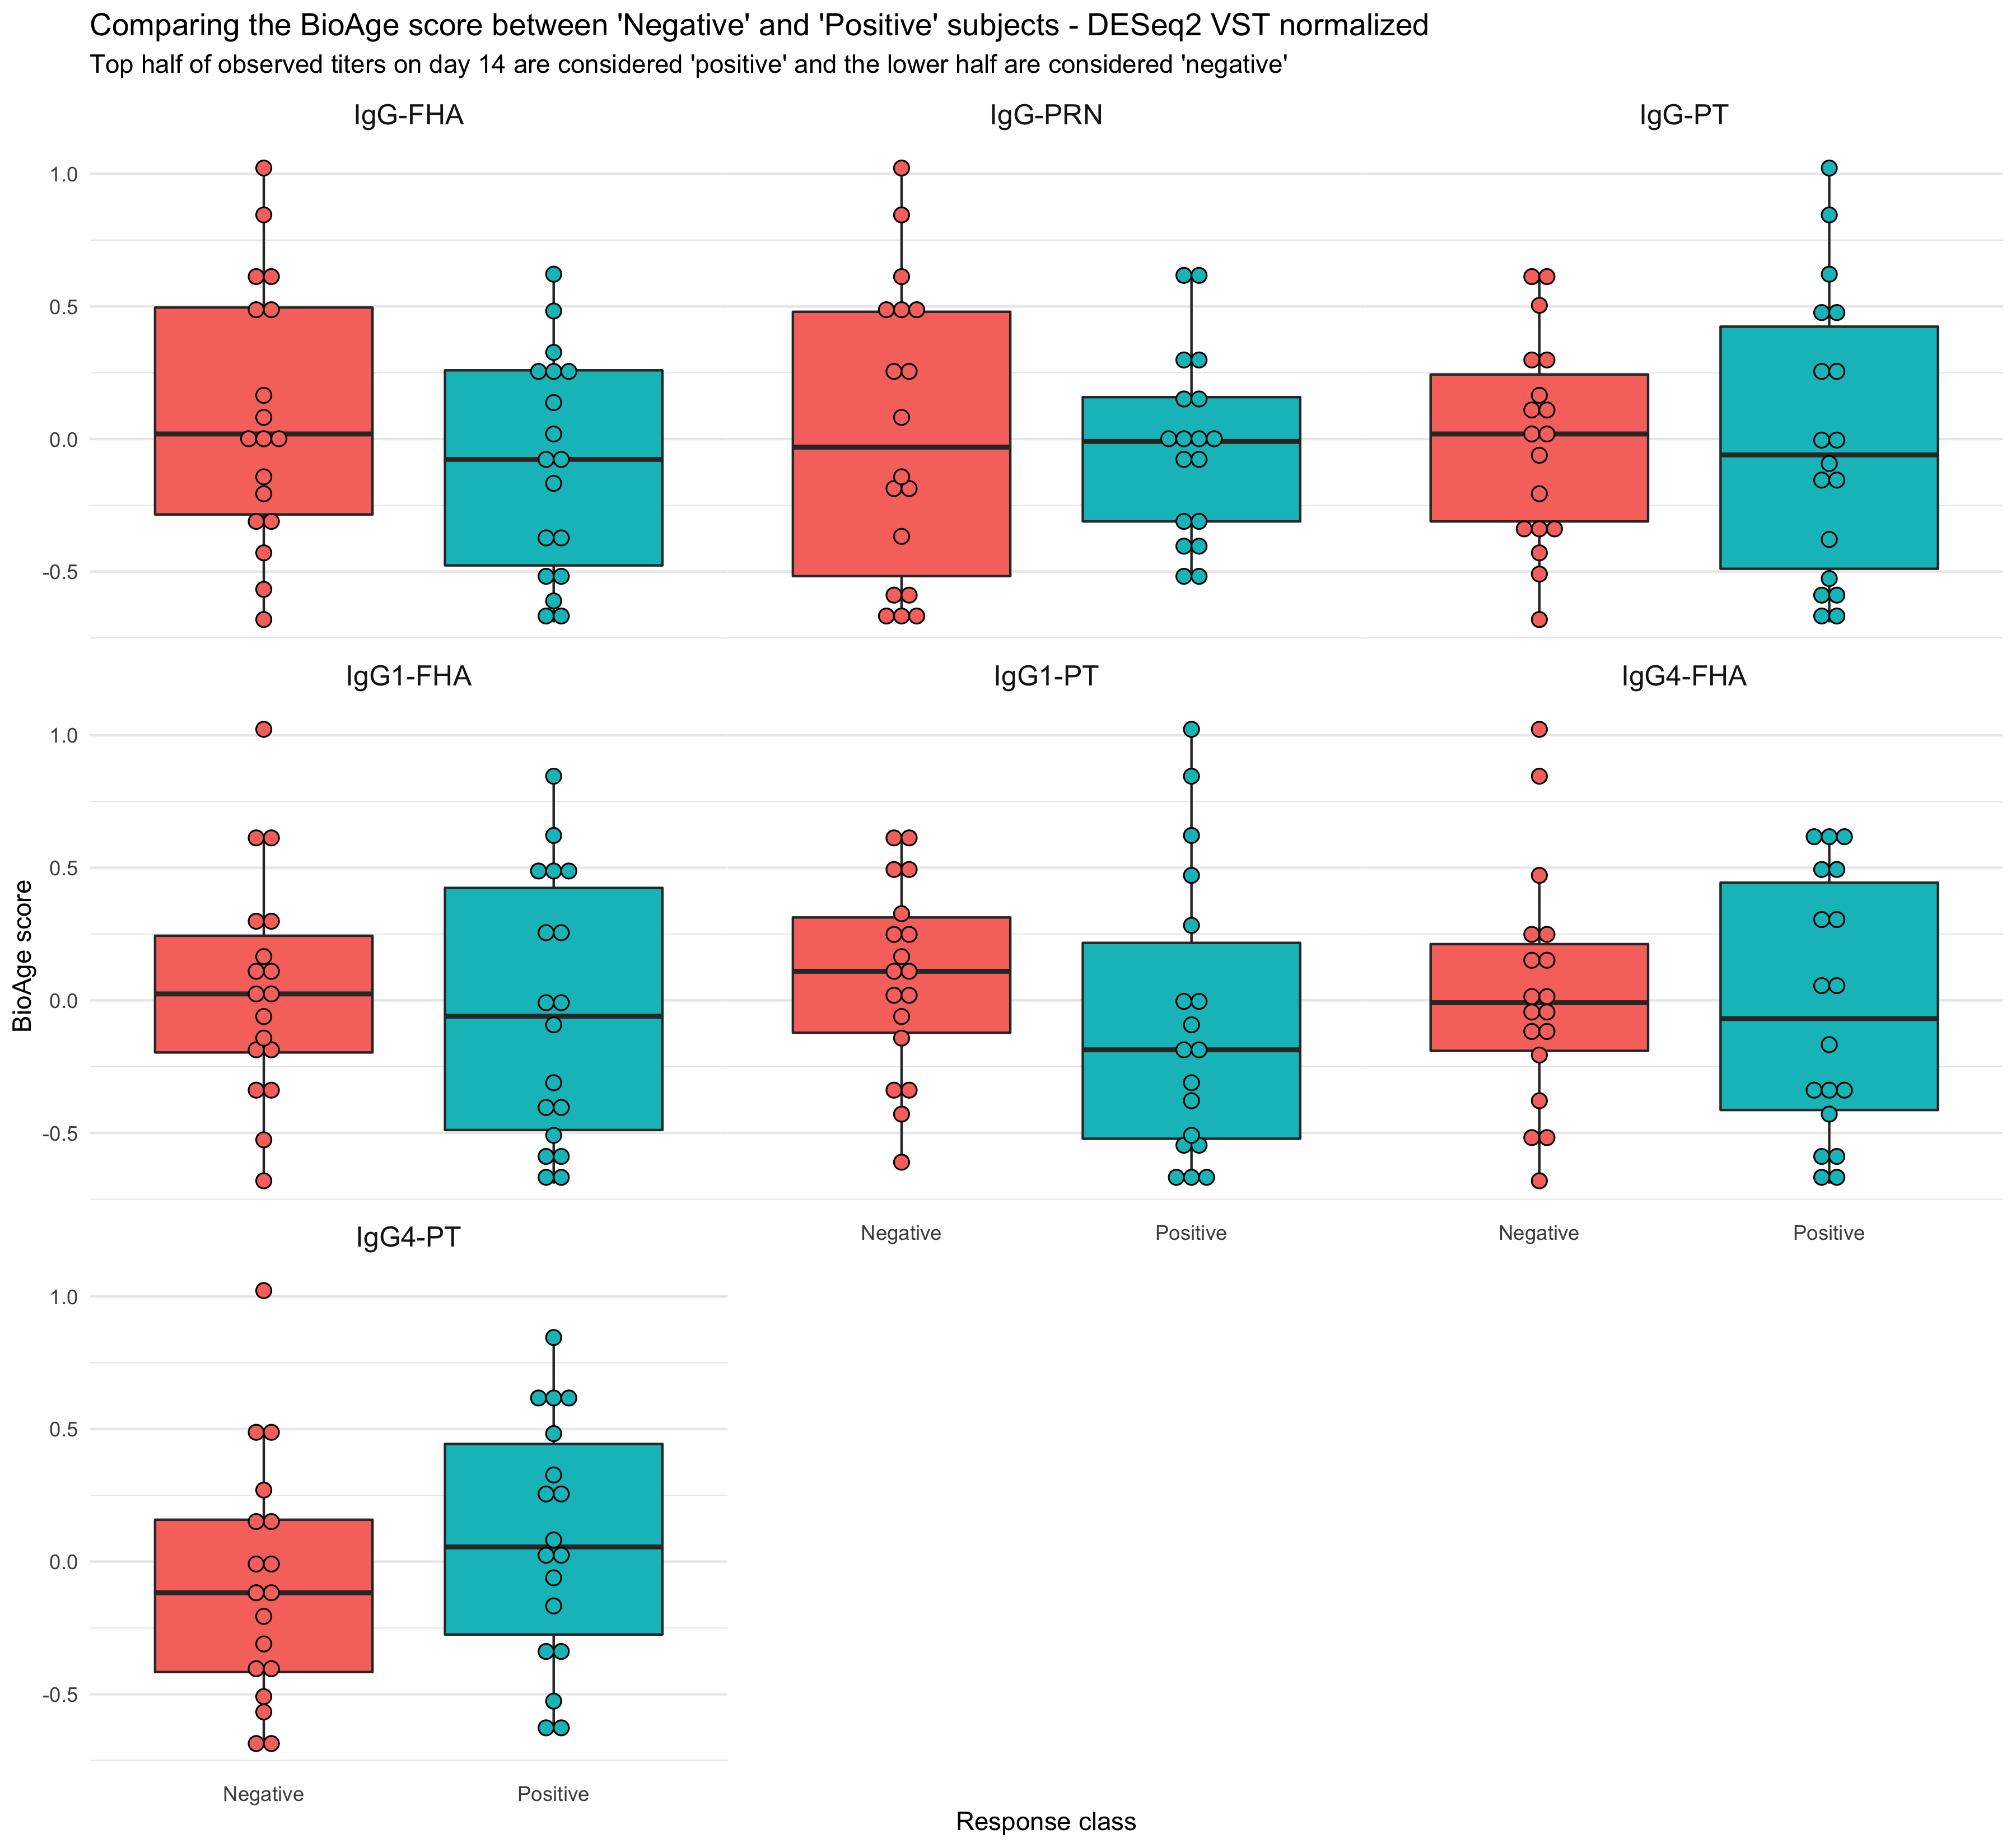 Comparing the BioAge score between 'Negative' and 'Positive' subjects - DESeq2 VST normalized
Top half of observed titers on day 14 are considered 'positive' and the lower half are considered 'negative'
IgG-FHA
IgG-PRN
IgG-PT
1.0
0.5
0.0
-0.5
IgG1-FHA
IgG1-PT
IgG4-FHA
1.0
0.5
0.0
-0.5
BioAge score
Negative
Positive
Negative
Positive
IgG4-PT
1.0
0.5
0.0
-0.5
Negative
Positive
Response class